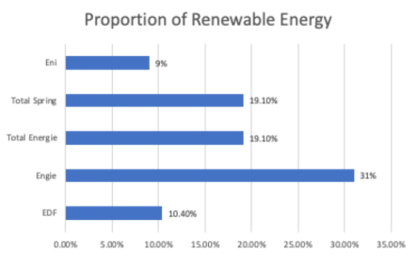 Proportion of Renewable Energy
Eni
9%
Total Spring
19.10%
Total Energie
19.10%
Engie
31%
EDF
10.40%
0.00% 5.00% 10.00% 15.00% 20.00% 25.00% 30.00% 35.00%